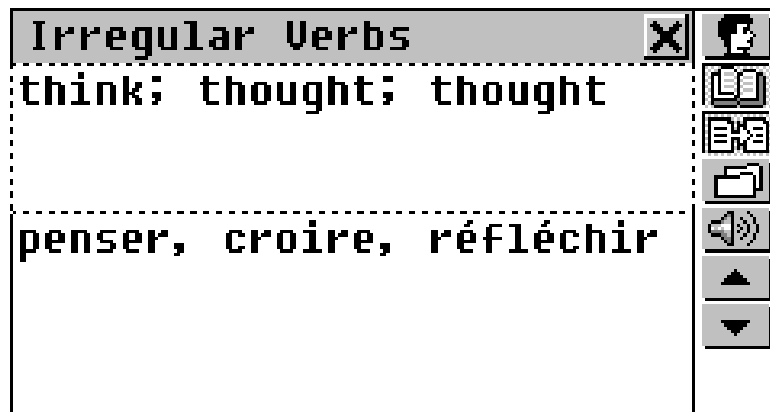 Irregular Verbs
think; thought; thought
penser, croire, réfléchir